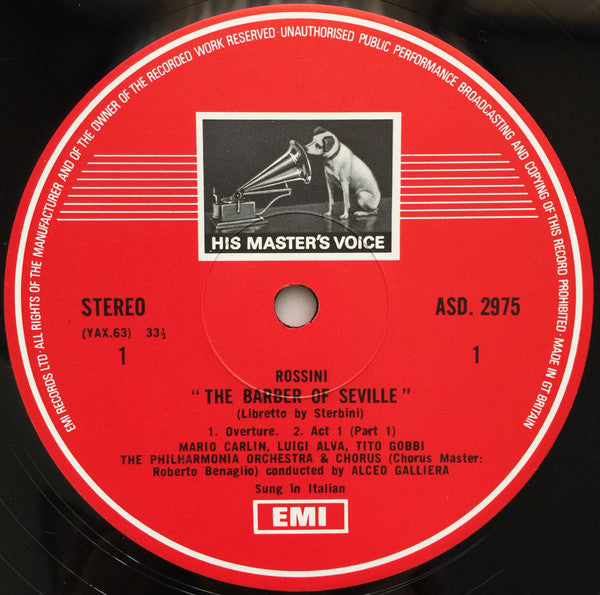 EMI RECORDS LTD · ALL RIGHTS OF THE MANUFACTURER AND OF THE OWNER OF THE RECORDED WORK RESERVED · UNAUTHORISED PUBLIC PERFORMANCE BROADCASTING AND COPYING OF THIS RECORD PROHIBITED · MADE IN GT BRITAIN
HIS MASTER'S VOICE
STEREO
ASD. 2975
(YAX.63) 33⅓
1
1
ROSSINI
" THE BARBER OF SEVILLE "
(Libretto by Sterbini)
1. Overture. 2. Act 1 (Part 1)
MARIO CARLIN, LUIGI ALVA, TITO GOBBI
THE PHILHARMONIA ORCHESTRA & CHORUS (Chorus Master:
Roberto Benaglio) conducted by ALCEO GALLIERA
Sung in Italian
EMI